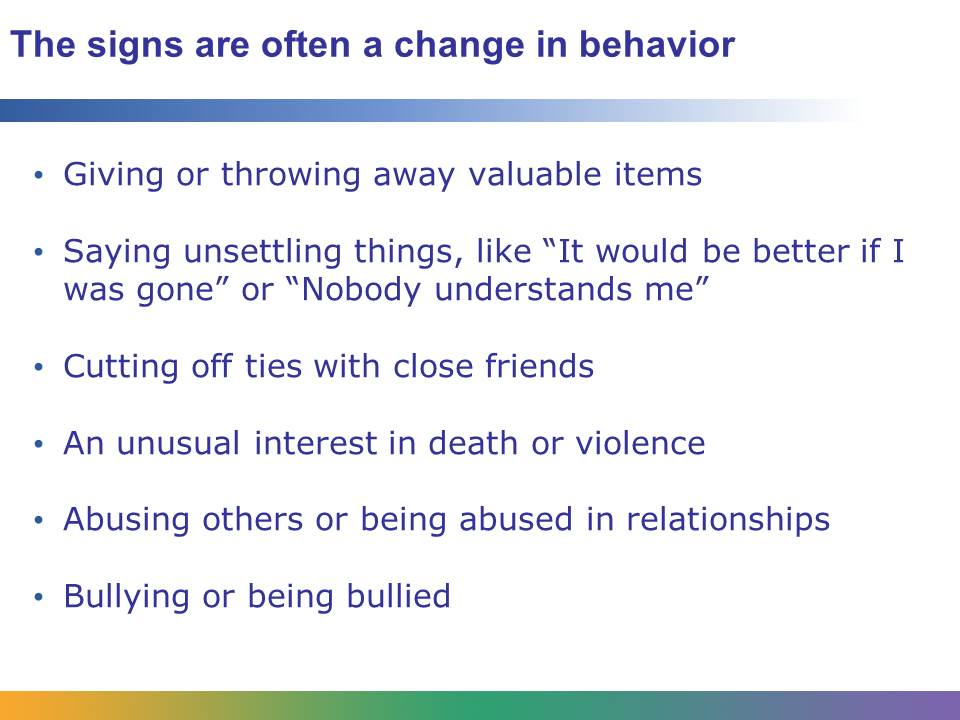 The signs are often a change in behavior
• Giving or throwing away valuable items
• Saying unsettling things, like “It would be better if I
was gone” or “Nobody understands me”
• Cutting off ties with close friends
• An unusual interest in death or violence
• Abusing others or being abused in relationships
• Bullying or being bullied